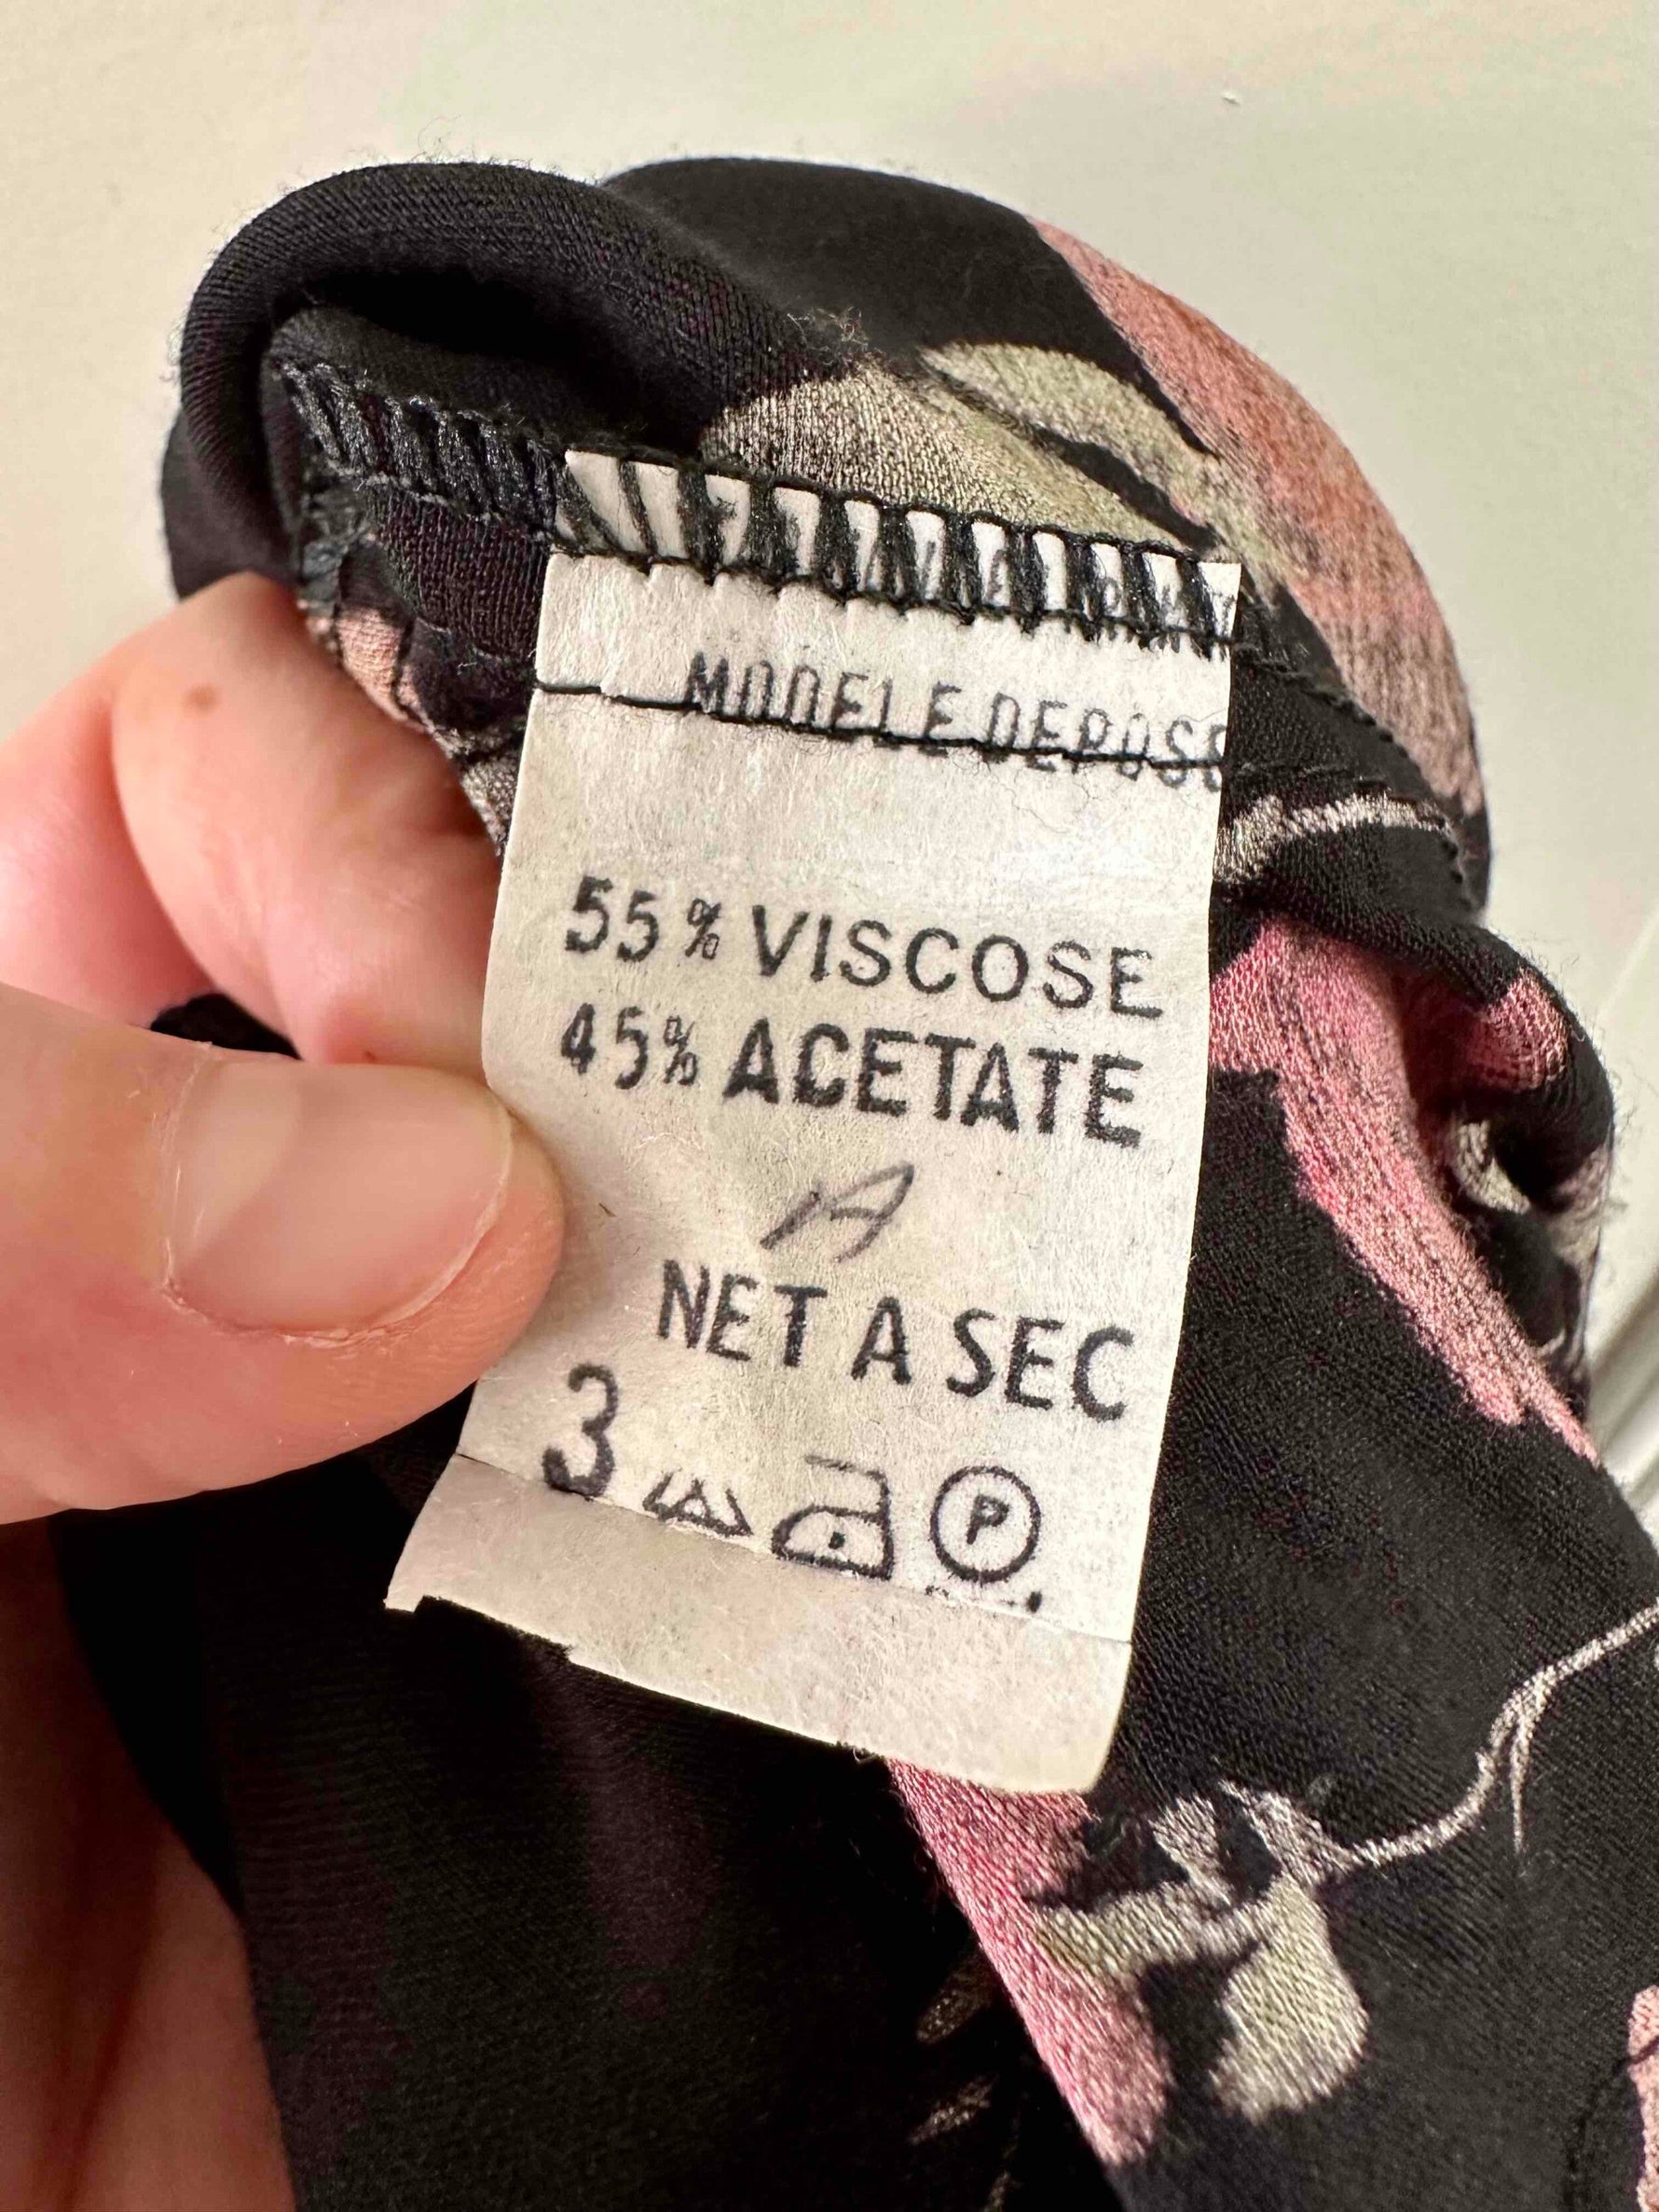 MODELE DEPOSE
55% VISCOSE
45% ACETATE
A
NET A SEC
3
P